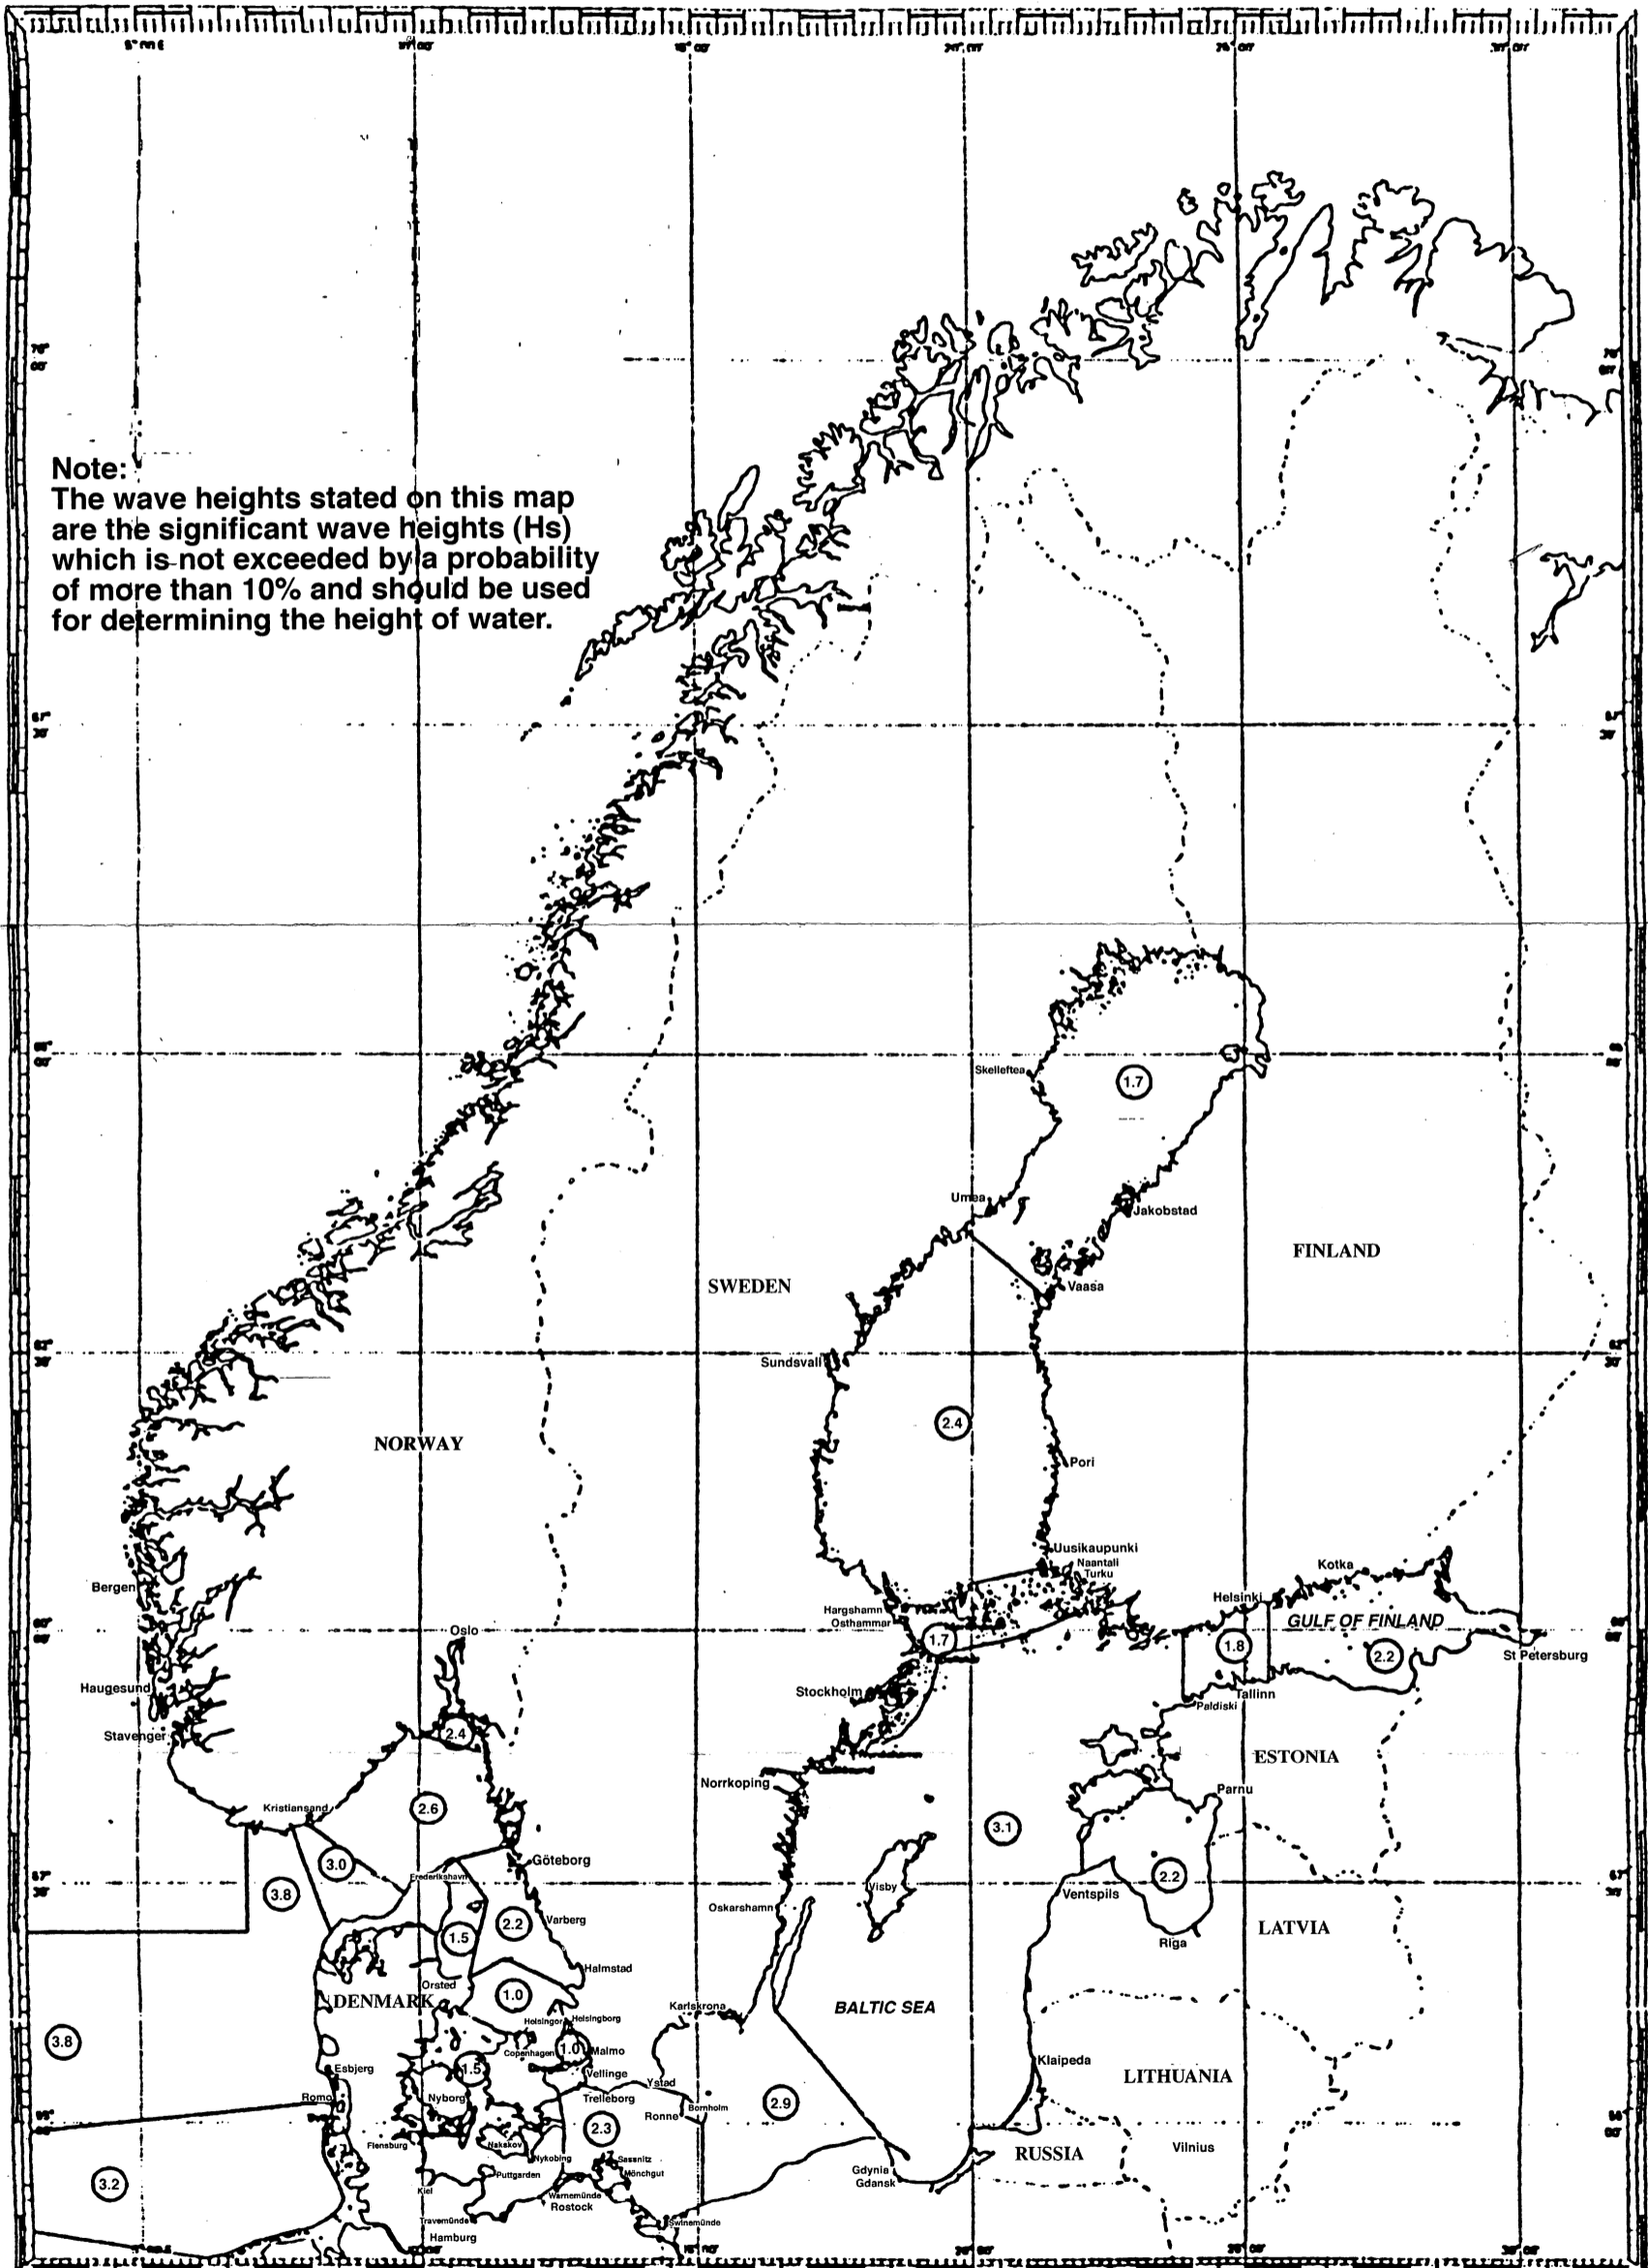 Note:
The wave heights stated on this map
are the significant wave heights (Hs)
which is not exceeded by a probability
of more than 10% and should be used
for determining the height of water.
Skelleftea
1.7
Umea
Jakobstad
FINLAND
SWEDEN
Vaasa
Sundsvall
2.4
NORWAY
Pori
Uusikaupunki
Naantali
Turku
Kotka
Bergen
Helsinki
Hargshamn
Osthammar
GULF OF FINLAND
Oslo
1.7
1.8
2.2
St Petersburg
Haugesund
Stockholm
Tallinn
Paldiski
Stavenger
2.4
ESTONIA
Norrkoping
Parnu
Kristiansand
2.6
3.1
Göteborg
3.0
Frederikshavn
3.8
2.2
Visby
Ventspils
Oskarshamn
Varberg
2.2
1.5
LATVIA
Riga
Halmstad
Orsted
DENMARK
1.0
BALTIC SEA
Karlskrona
Helsingor
Helsingborg
3.8
Copenhagen
1.0
Malmo
Klaipeda
Esbjerg
1.5
Vellinge
LITHUANIA
Ystad
Romo
Nyborg
Trelleborg
2.9
Bornholm
Ronne
2.3
Flensburg
Nakskov
RUSSIA
Vilnius
Nykobing
Sassnitz
Mönchgut
Gdynia
Gdansk
3.2
Puttgarden
Kiel
Warnemünde
Rostock
Travemünde
Swinemünde
Hamburg